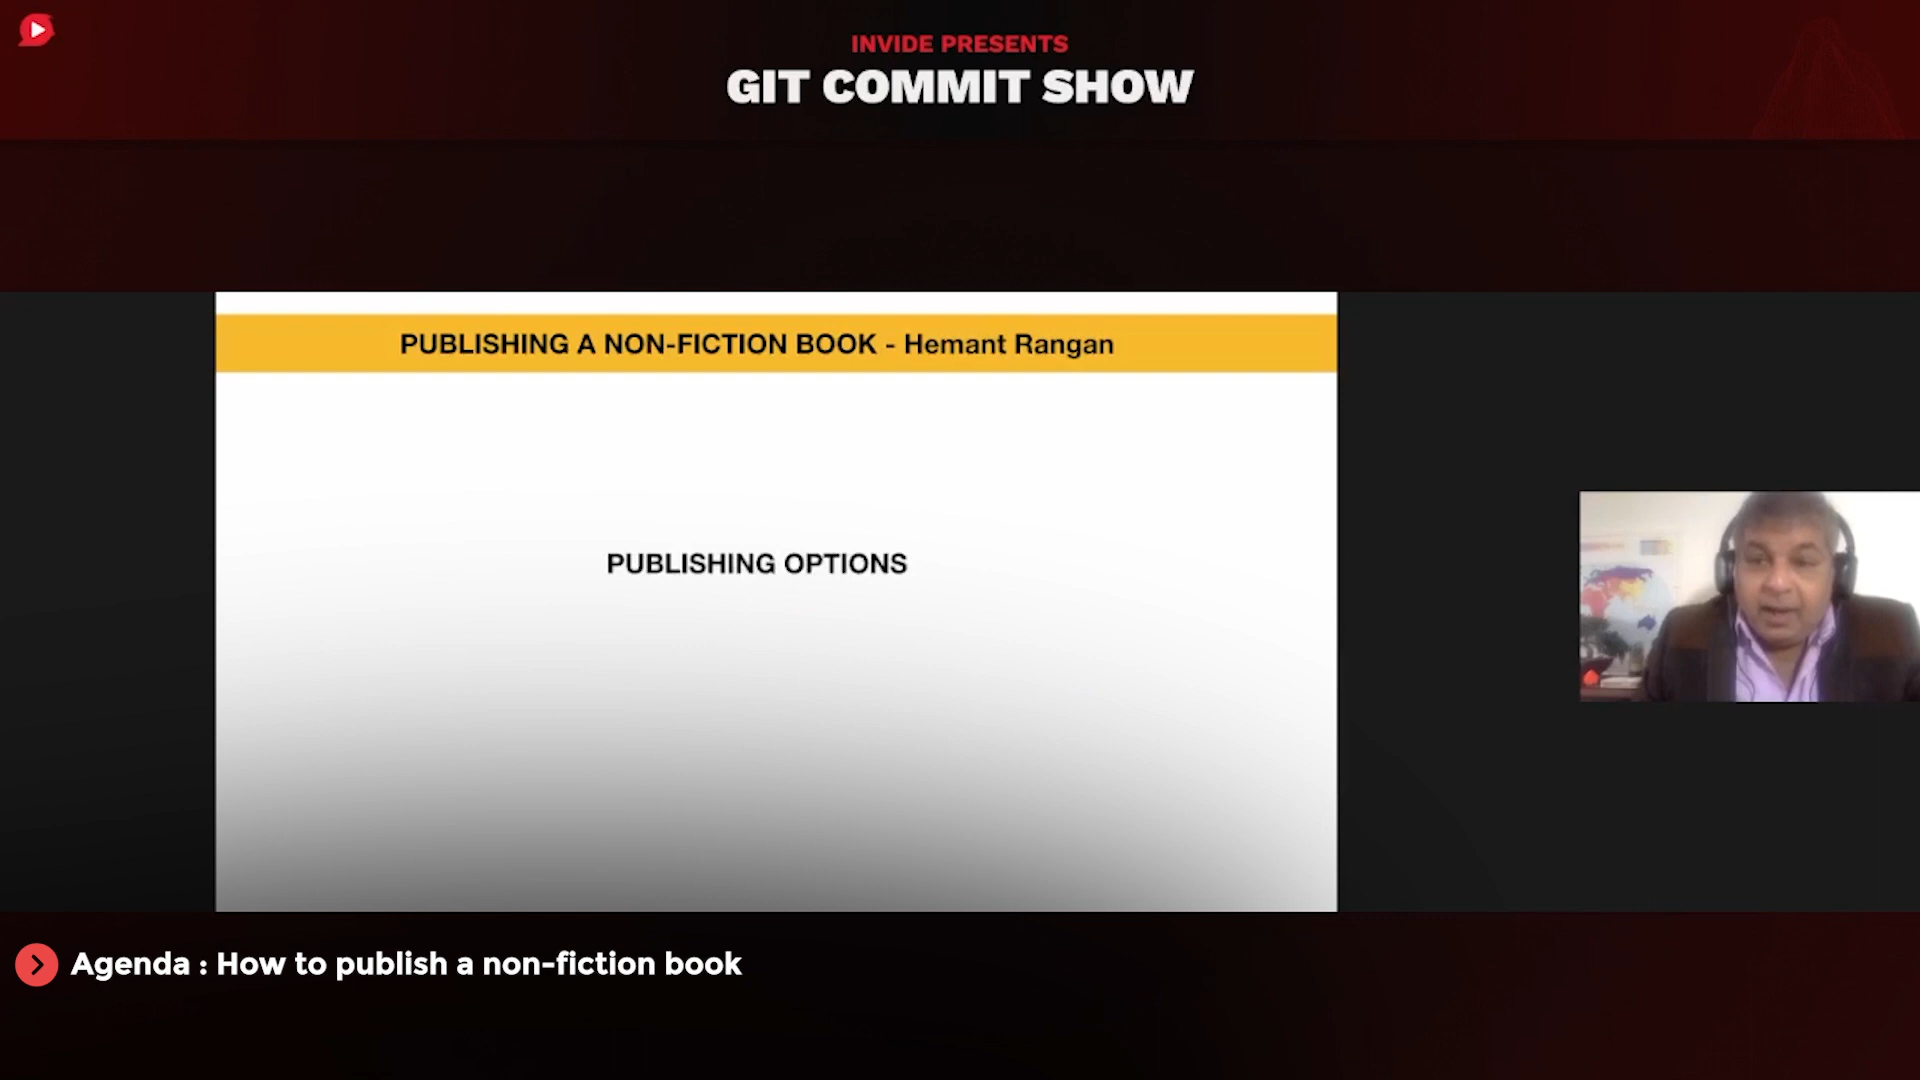 INVIDE PRESENTS
GIT COMMIT SHOW
PUBLISHING A NON-FICTION BOOK - Hemant Rangan
PUBLISHING OPTIONS
Agenda : How to publish a non-fiction book